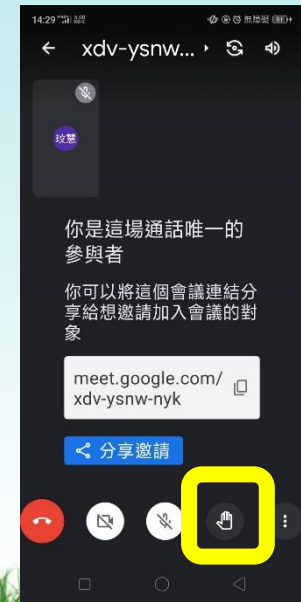 14:29
xdv-ysnw...
玟慧
你是這場通話唯一的
參與者
你可以將這個會議連結分
享給想邀請加入會議的對
象
meet.google.com/
xdv-ysnw-nyk
分享邀請